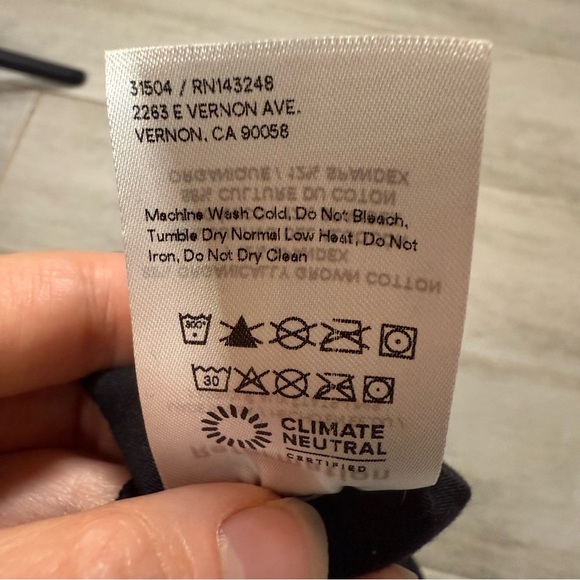 31504 / RN143248
2263 E VERNON AVE.
VERNON, CA 90058
Machine Wash Cold, Do Not Bleach,
Tumble Dry Normal Low Heat, Do Not
Iron, Do Not Dry Clean
30
CLIMATE
NEUTRAL
CERTIFIED